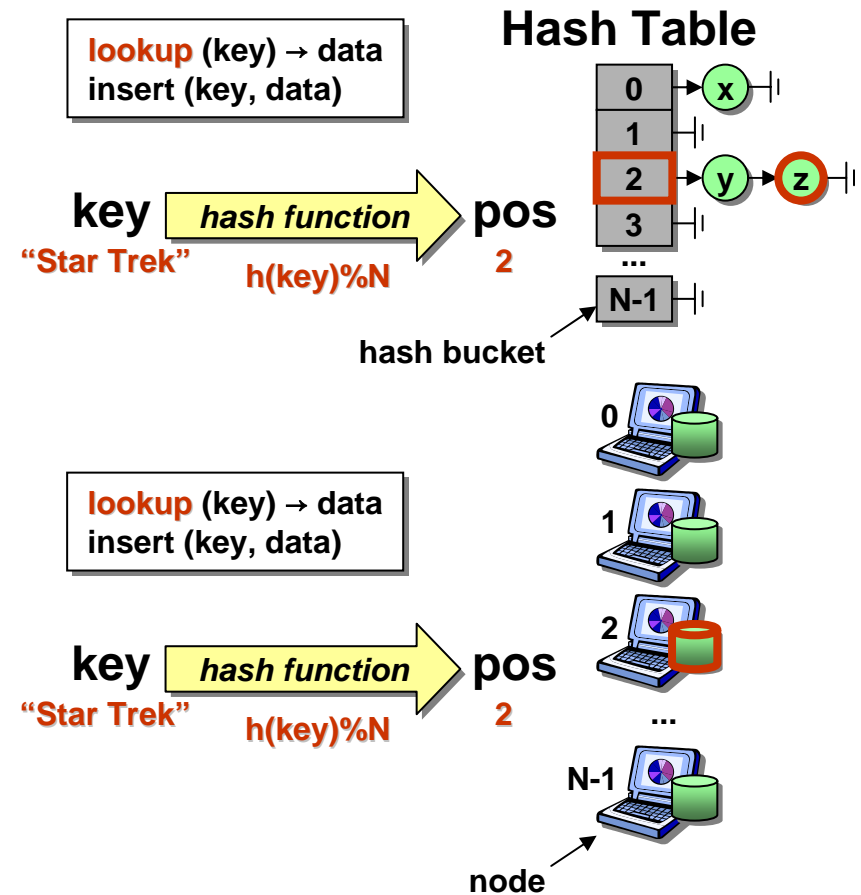 Hash Table
lookup (key) → data
insert (key, data)
0
x
1
2
y
z
3
...
N-1
key
hash function
pos
“Star Trek”
h(key)%N
2
hash bucket
0
1
2
...
N-1
lookup (key) → data
insert (key, data)
key
hash function
pos
“Star Trek”
h(key)%N
2
node